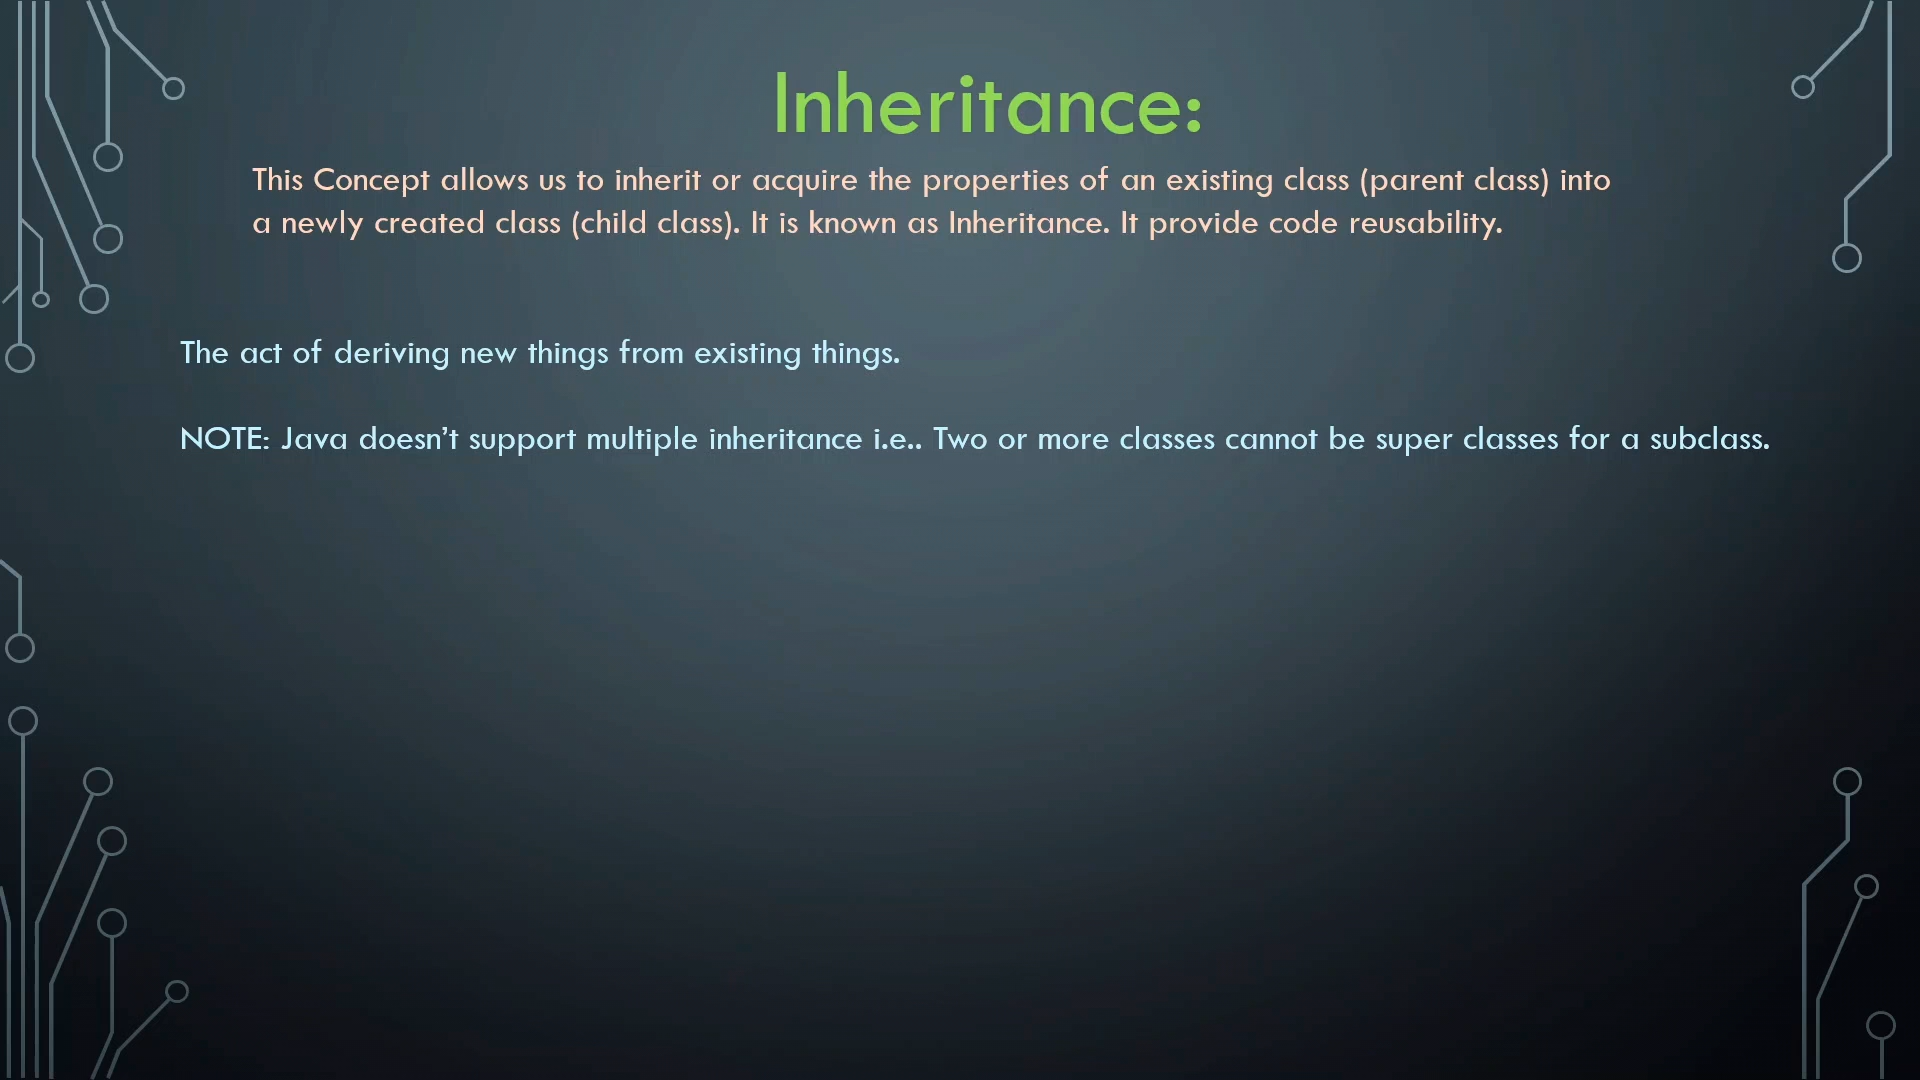 Inheritance:
This Concept allows us to inherit or acquire the properties of an existing class (parent class) into
a newly created class (child class). It is known as Inheritance. It provide code reusability.
The act of deriving new things from existing things.
NOTE: Java doesn’t support multiple inheritance i.e.. Two or more classes cannot be super classes for a subclass.